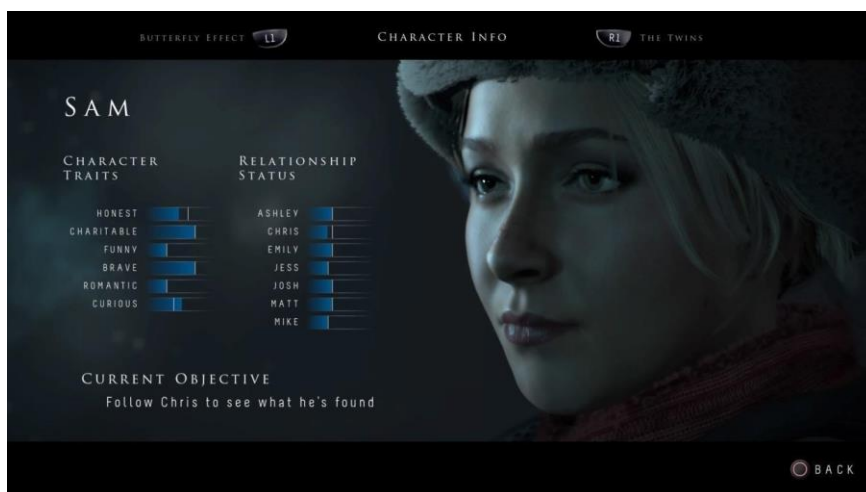 BUTTERFLY EFFECT L1 CHARACTER INFO R1 THE TWINS
SAM
CHARACTER TRAITS
RELATIONSHIP STATUS
HONEST
CHARITABLE
FUNNY
BRAVE
ROMANTIC
CURIOUS
ASHLEY
CHRIS
EMILY
JESS
JOSH
MATT
MIKE
CURRENT OBJECTIVE
Follow Chris to see what he's found
BACK